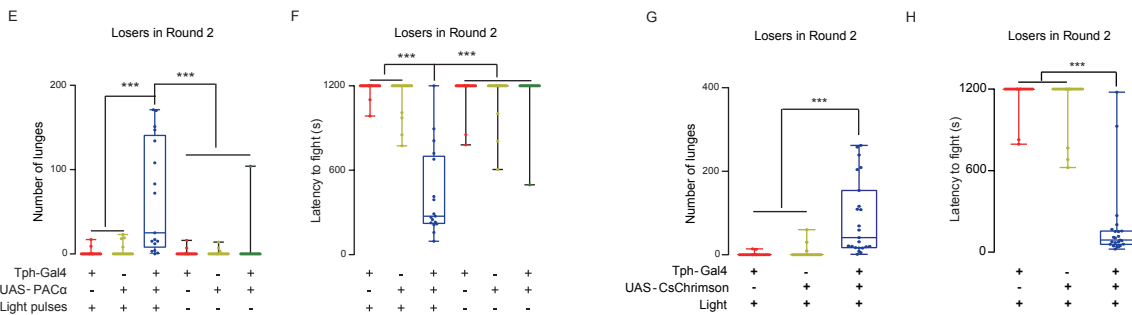 E
Losers in Round 2
***
***
200
100
0
Number of lunges
Tph-Gal4 + - + + - +
UAS-PACα - + + - + +
Light pulses + + + - - -
F
Losers in Round 2
***
***
1200
600
0
Latency to fight (s)
+ - + + - +
- + + - + +
+ + + - - -
G
Losers in Round 2
***
400
200
0
Number of lunges
Tph-Gal4 + - +
UAS-CsChrimson - + +
Light + + +
H
Losers in Round 2
***
1200
600
0
Latency to fight (s)
+ - +
- + +
+ + +